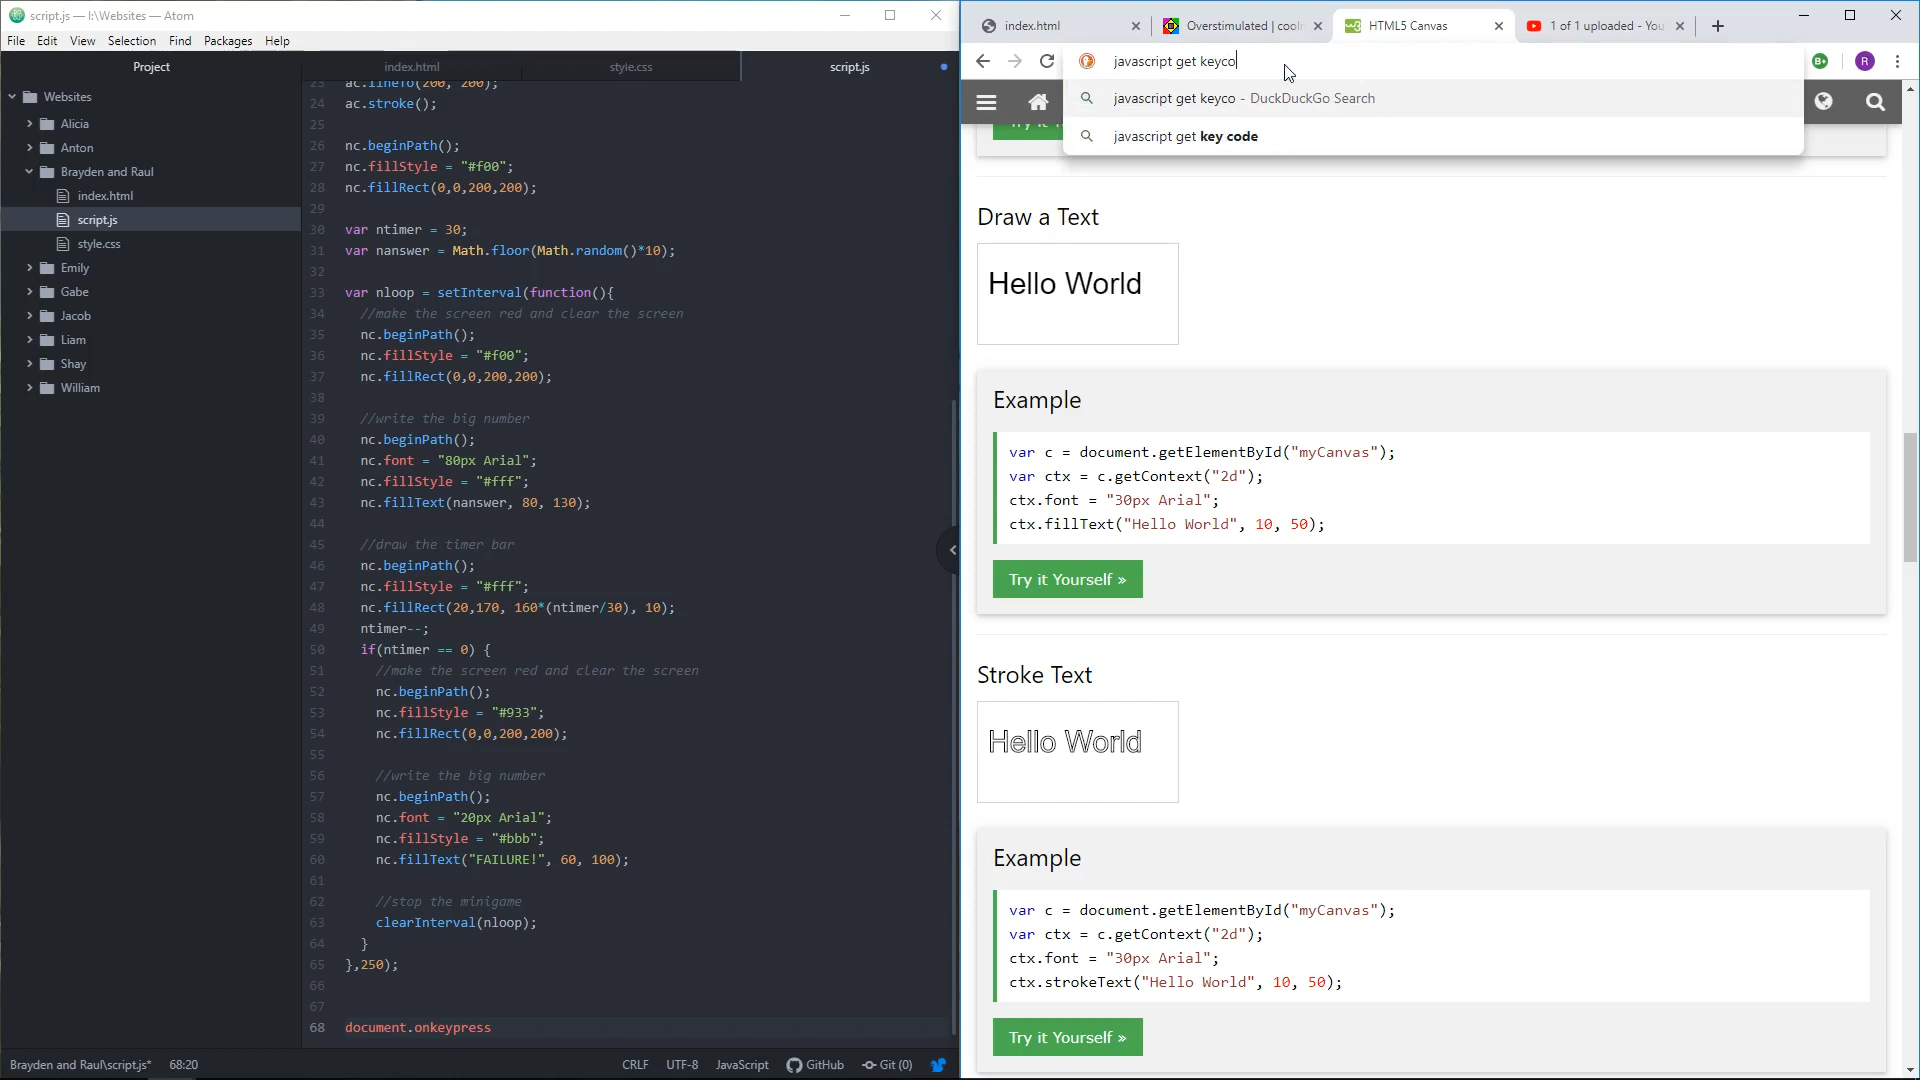 script.js — I:\Websites — Atom
File Edit View Selection Find Packages Help
Project
index.html
style.css
script.js
Websites
Alicia
Anton
Brayden and Raul
index.html
script.js
style.css
Emily
Gabe
Jacob
Liam
Shay
William
23 ac.lineTo(200, 200);
24 ac.stroke();
25
26 nc.beginPath();
27 nc.fillStyle = "#f00";
28 nc.fillRect(0,0,200,200);
29
30 var ntimer = 30;
31 var nanswer = Math.floor(Math.random()*10);
32
33 var nloop = setInterval(function(){
34 //make the screen red and clear the screen
35 nc.beginPath();
36 nc.fillStyle = "#f00";
37 nc.fillRect(0,0,200,200);
38
39 //write the big number
40 nc.beginPath();
41 nc.font = "80px Arial";
42 nc.fillStyle = "#fff";
43 nc.fillText(nanswer, 80, 130);
44
45 //draw the timer bar
46 nc.beginPath();
47 nc.fillStyle = "#fff";
48 nc.fillRect(20,170, 160*(ntimer/30), 10);
49 ntimer--;
50 if(ntimer == 0) {
51 //make the screen red and clear the screen
52 nc.beginPath();
53 nc.fillStyle = "#933";
54 nc.fillRect(0,0,200,200);
55
56 //write the big number
57 nc.beginPath();
58 nc.font = "20px Arial";
59 nc.fillStyle = "#bbb";
60 nc.fillText("FAILURE!", 60, 100);
61
62 //stop the minigame
63 clearInterval(nloop);
64 }
65 },250);
66
67
68 document.onkeypress
Brayden and Raul\script.js* 68:20 CRLF UTF-8 JavaScript GitHub Git (0)
index.html
Overstimulated | coolm
HTML5 Canvas
1 of 1 uploaded - You
javascript get keyco
B+
R
javascript get keyco - DuckDuckGo Search
javascript get key code
Draw a Text
Hello World
Example
var c = document.getElementById("myCanvas");
var ctx = c.getContext("2d");
ctx.font = "30px Arial";
ctx.fillText("Hello World", 10, 50);
Try it Yourself »
Stroke Text
Hello World
Example
var c = document.getElementById("myCanvas");
var ctx = c.getContext("2d");
ctx.font = "30px Arial";
ctx.strokeText("Hello World", 10, 50);
Try it Yourself »